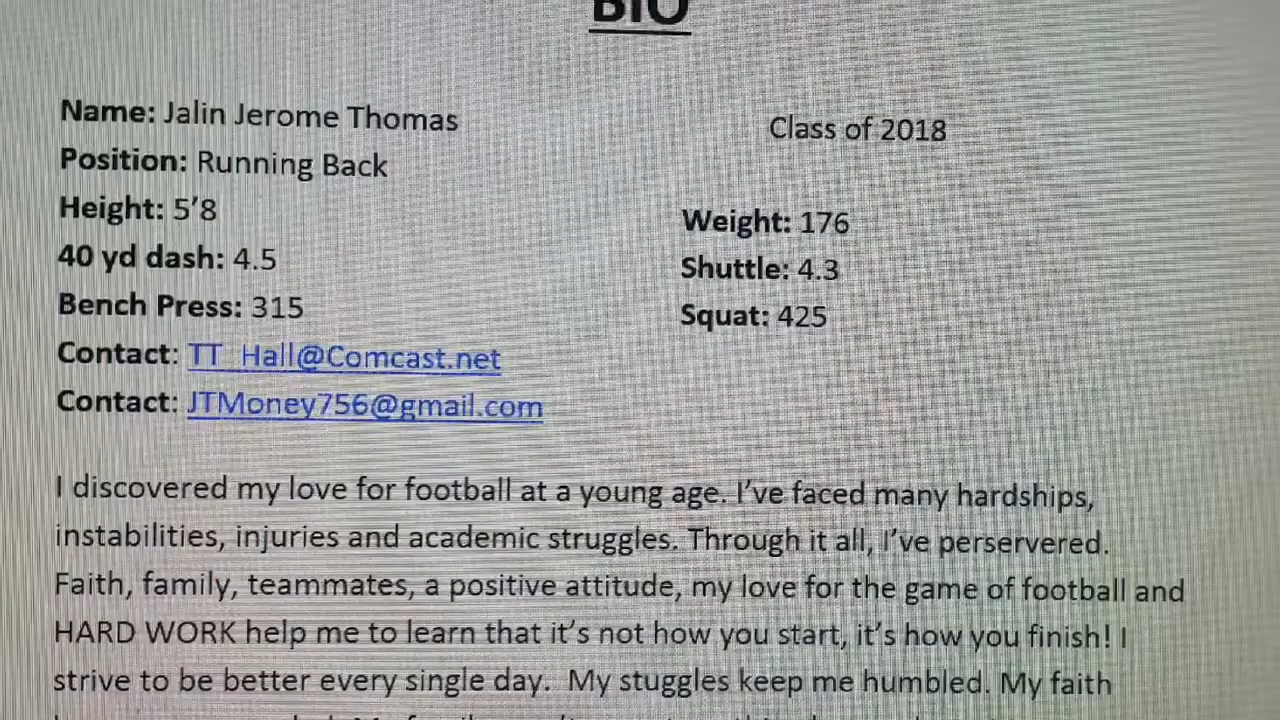 BIO
Name: Jalin Jerome Thomas
Class of 2018
Position: Running Back
Height: 5'8
Weight: 176
40 yd dash: 4.5
Shuttle: 4.3
Bench Press: 315
Squat: 425
Contact: TT_Hall@Comcast.net
Contact: JTMoney756@gmail.com
I discovered my love for football at a young age. I've faced many hardships,
instabilities, injuries and academic struggles. Through it all, I've perservered.
Faith, family, teammates, a positive attitude, my love for the game of football and
HARD WORK help me to learn that it's not how you start, it's how you finish! I
strive to be better every single day.  My stuggles keep me humbled. My faith